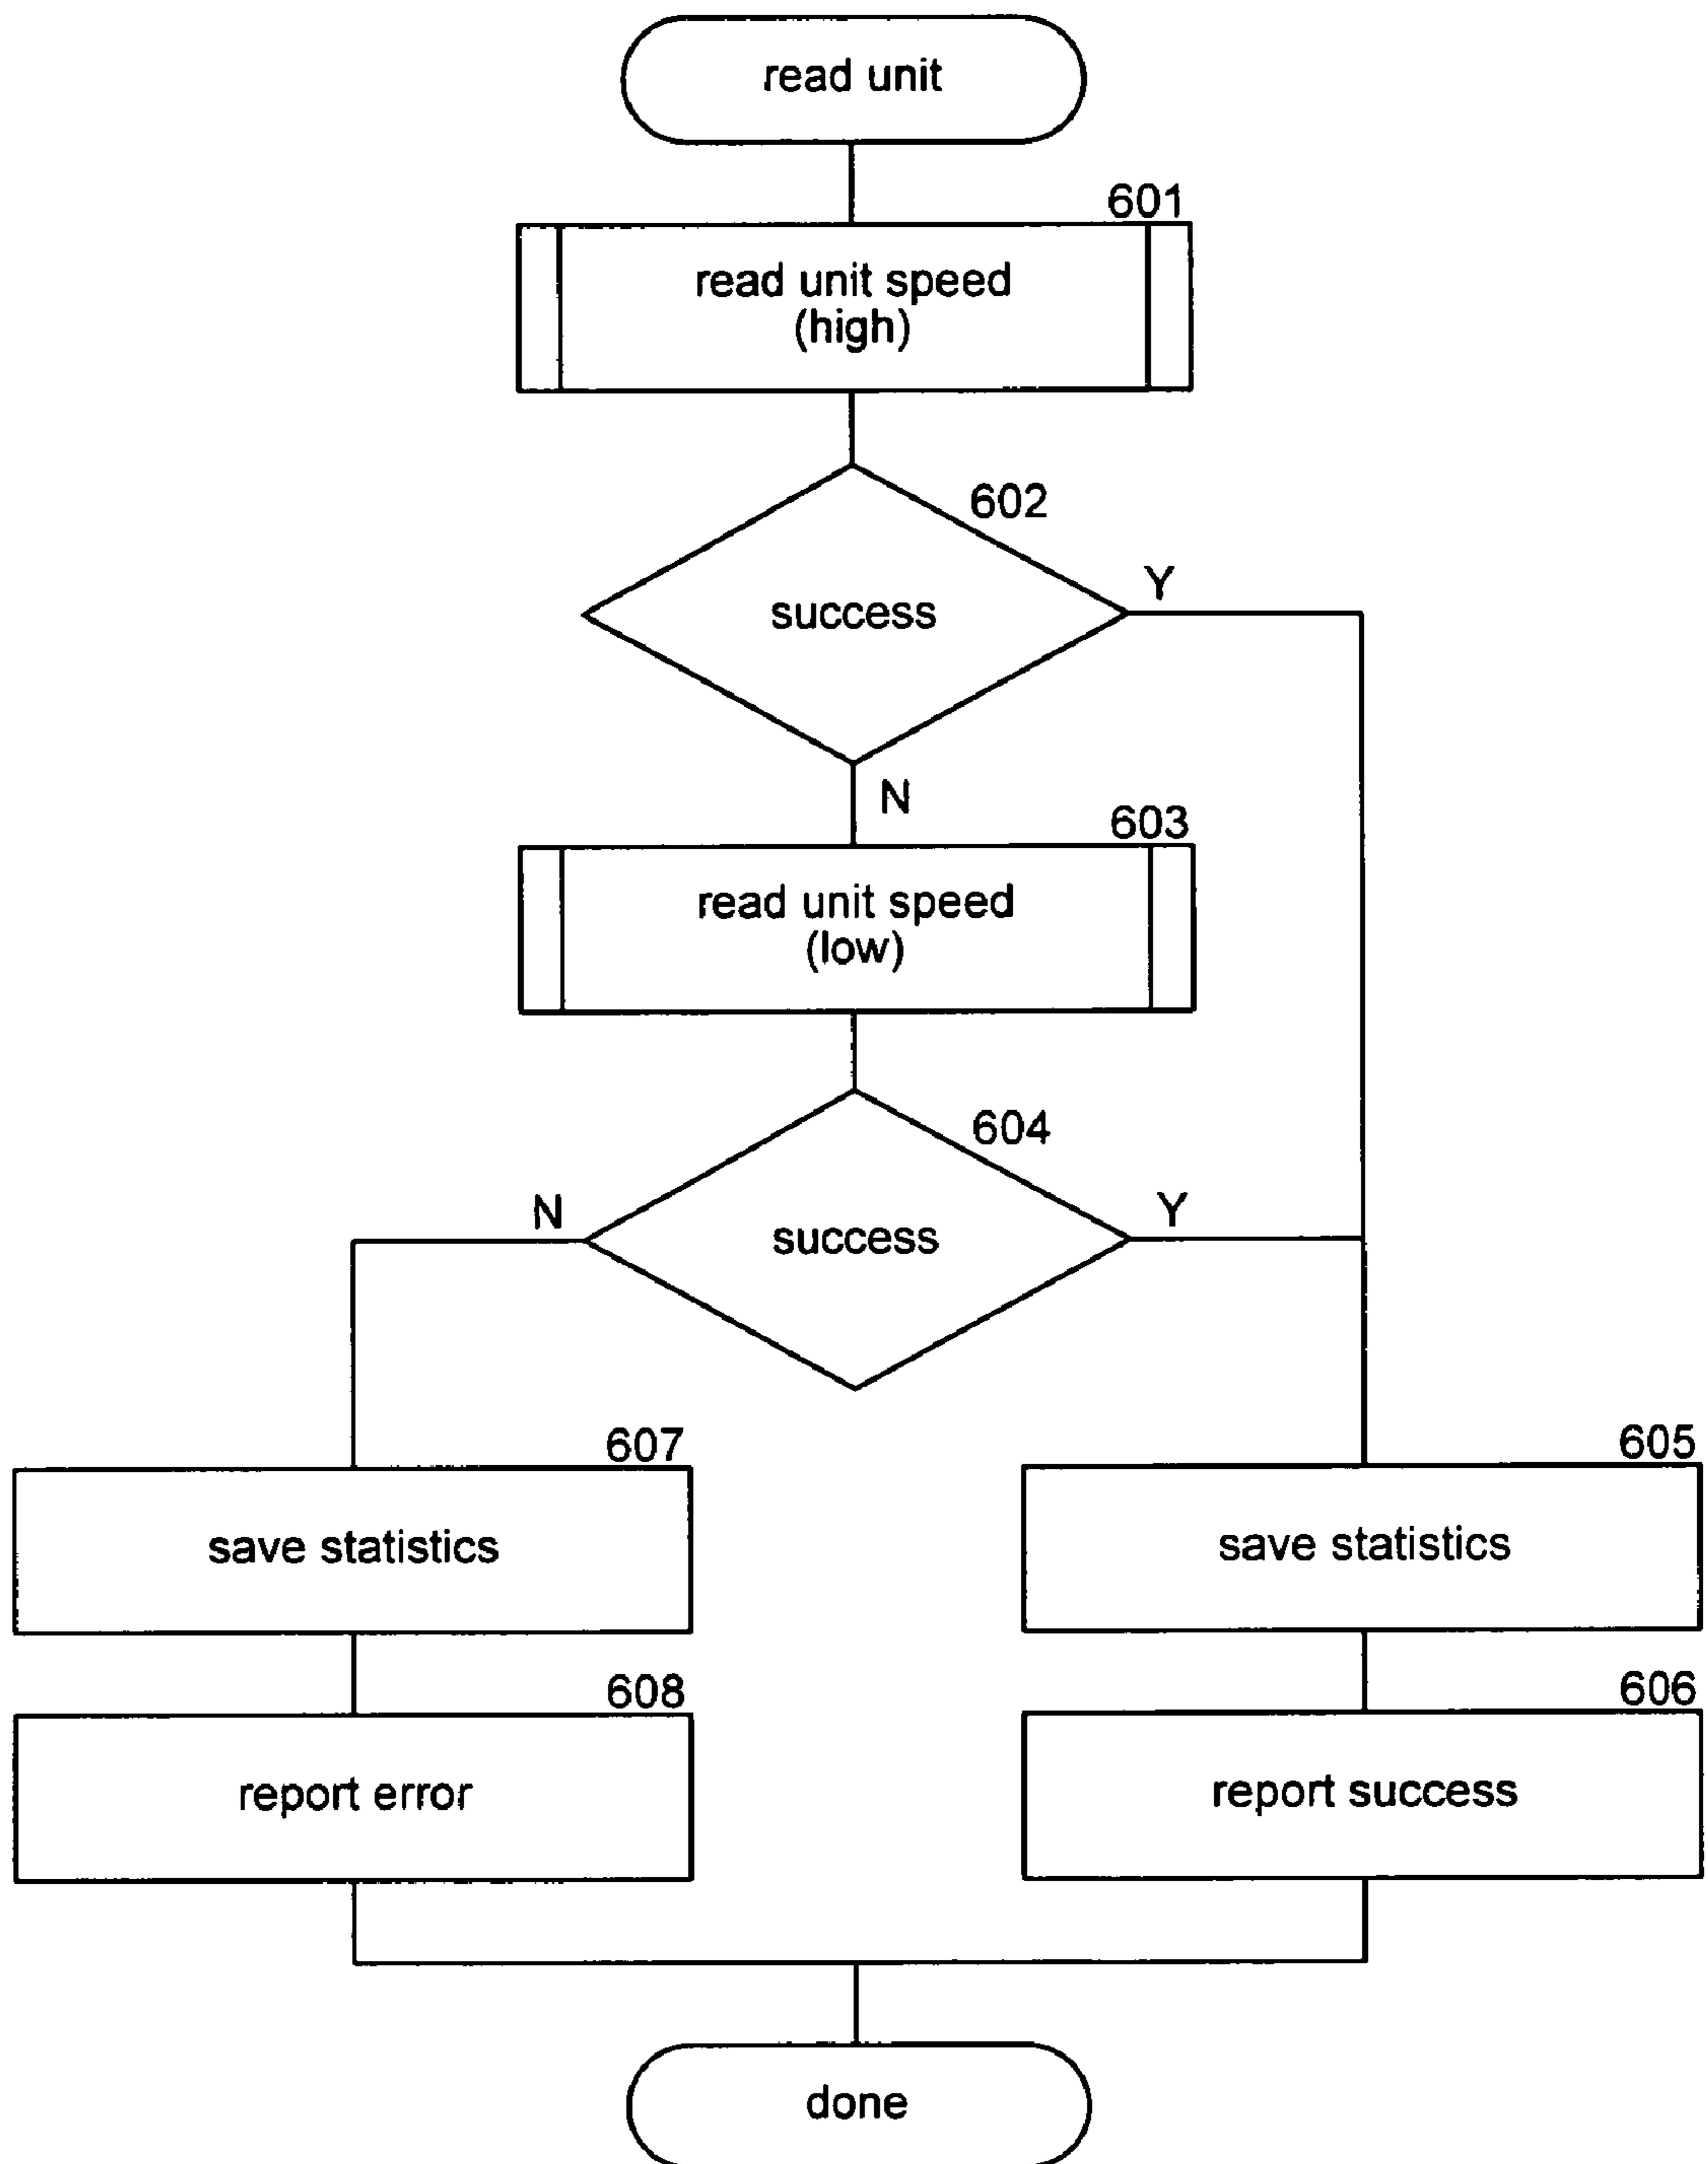 read unit
601
read unit speed
(high)
602
success
Y
N
603
read unit speed
(low)
604
N
success
Y
607
save statistics
605
save statistics
608
report error
606
report success
done